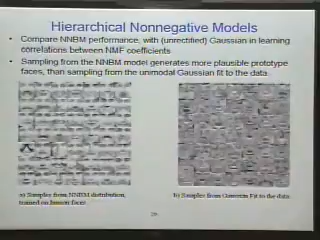 Hierarchical Nonnegative Models
• Compare NNBM performance, with (unrectified) Gaussian in learning
correlations between NMF coefficients
• Sampling from the NNBM model generates more plausible prototype
faces, than sampling from the unimodal Gaussian fit to the data
a) Samples from NNBM distribution,
trained on human faces
b) Samples from Gaussian Fit to the data